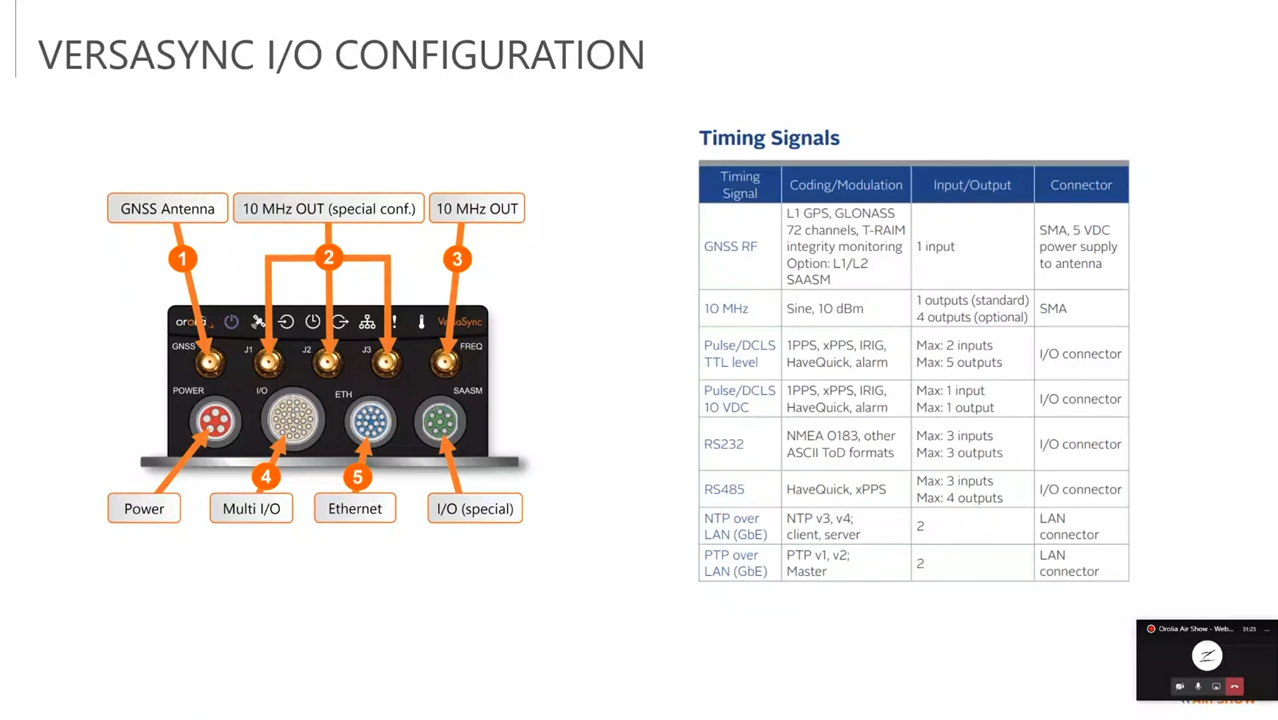 VERSASYNC I/O CONFIGURATION
GNSS Antenna
10 MHz OUT (special conf.)
10 MHz OUT
1
2
3
orolia
VersaSync
GNSS
J1
J2
J3
FREQ
POWER
I/O
ETH
SAASM
4
5
Power
Multi I/O
Ethernet
I/O (special)
Timing Signals
Timing
Signal
Coding/Modulation
Input/Output
Connector
GNSS RF
L1 GPS, GLONASS
72 channels, T-RAIM
integrity monitoring
Option: L1/L2
SAASM
1 input
SMA, 5 VDC
power supply
to antenna
10 MHz
Sine, 10 dBm
1 outputs (standard)
4 outputs (optional)
SMA
Pulse/DCLS
TTL level
1PPS, xPPS, IRIG,
HaveQuick, alarm
Max: 2 inputs
Max: 5 outputs
I/O connector
Pulse/DCLS
10 VDC
1PPS, xPPS, IRIG,
HaveQuick, alarm
Max: 1 input
Max: 1 output
I/O connector
RS232
NMEA 0183, other
ASCII ToD formats
Max: 3 inputs
Max: 3 outputs
I/O connector
RS485
HaveQuick, xPPS
Max: 3 inputs
Max: 4 outputs
I/O connector
NTP over
LAN (GbE)
NTP v3, v4;
client, server
2
LAN
connector
PTP over
LAN (GbE)
PTP v1, v2;
Master
2
LAN
connector
Orolia Air Show - Web... 31:23 ...
AIR SHOW